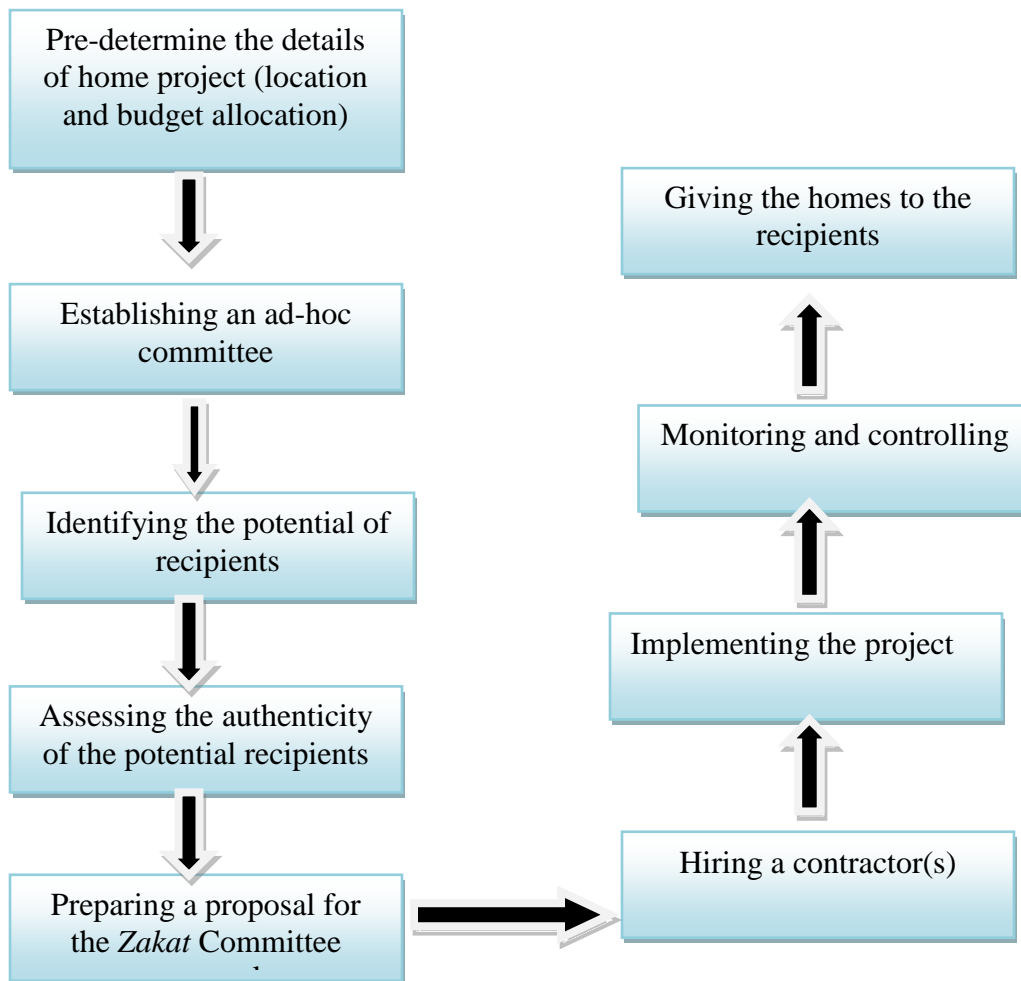 Pre-determine the details
of home project (location
and budget allocation)
Establishing an ad-hoc
committee
Identifying the potential of
recipients
Assessing the authenticity
of the potential recipients
Preparing a proposal for
the Zakat Committee
Hiring a contractor(s)
Implementing the project
Monitoring and controlling
Giving the homes to the
recipients